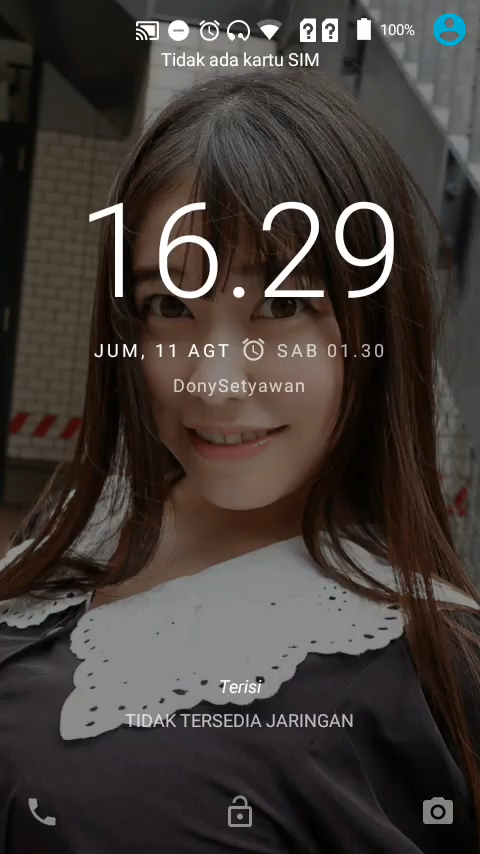 100%
Tidak ada kartu SIM
16.29
JUM, 11 AGT SAB 01.30
DonySetyawan
Terisi
TIDAK TERSEDIA JARINGAN